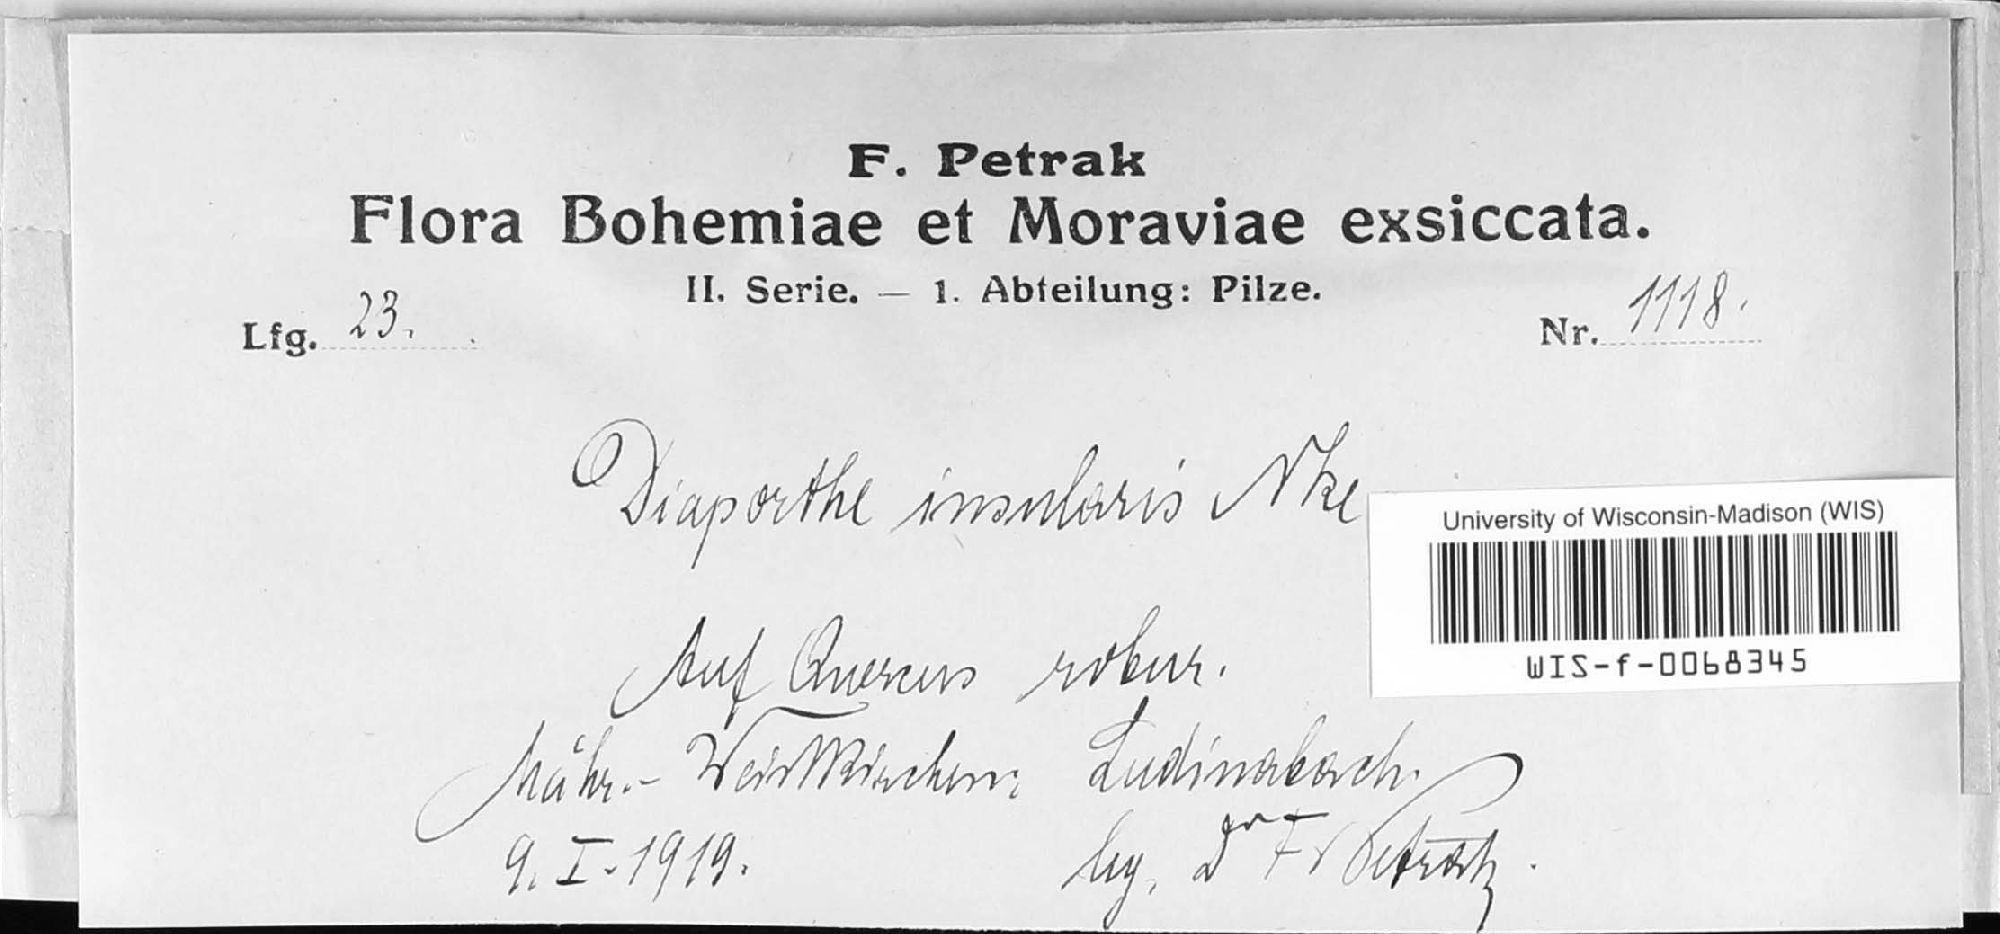 F. Petrak
Flora Bohemiae et Moraviae exsiccata.
II. Serie. — 1. Abteilung: Pilze.
Lfg. 23.
Nr. 1118.
Diaporthe insularis Nke
University of Wisconsin-Madison (WIS)
WIS-f-0068345
Auf Quercus robur.
Mähr.- Weisskirchen: Ludinabach.
9. I. 1919.
leg. Dr Fr Petrak.